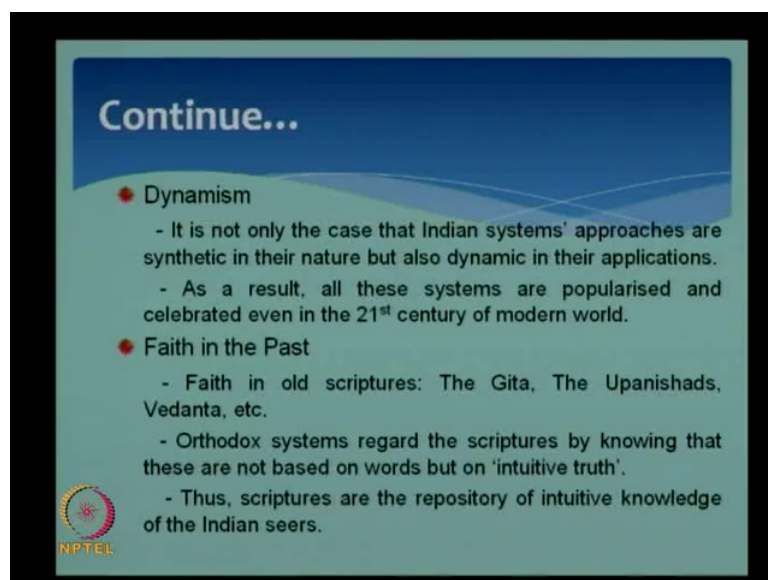 Continue...
Dynamism
- It is not only the case that Indian systems' approaches are
synthetic in their nature but also dynamic in their applications.
- As a result, all these systems are popularised and
celebrated even in the 21st century of modern world.
Faith in the Past
- Faith in old scriptures: The Gita, The Upanishads,
Vedanta, etc.
- Orthodox systems regard the scriptures by knowing that
these are not based on words but on 'intuitive truth'.
- Thus, scriptures are the repository of intuitive knowledge
of the Indian seers.
NPTEL